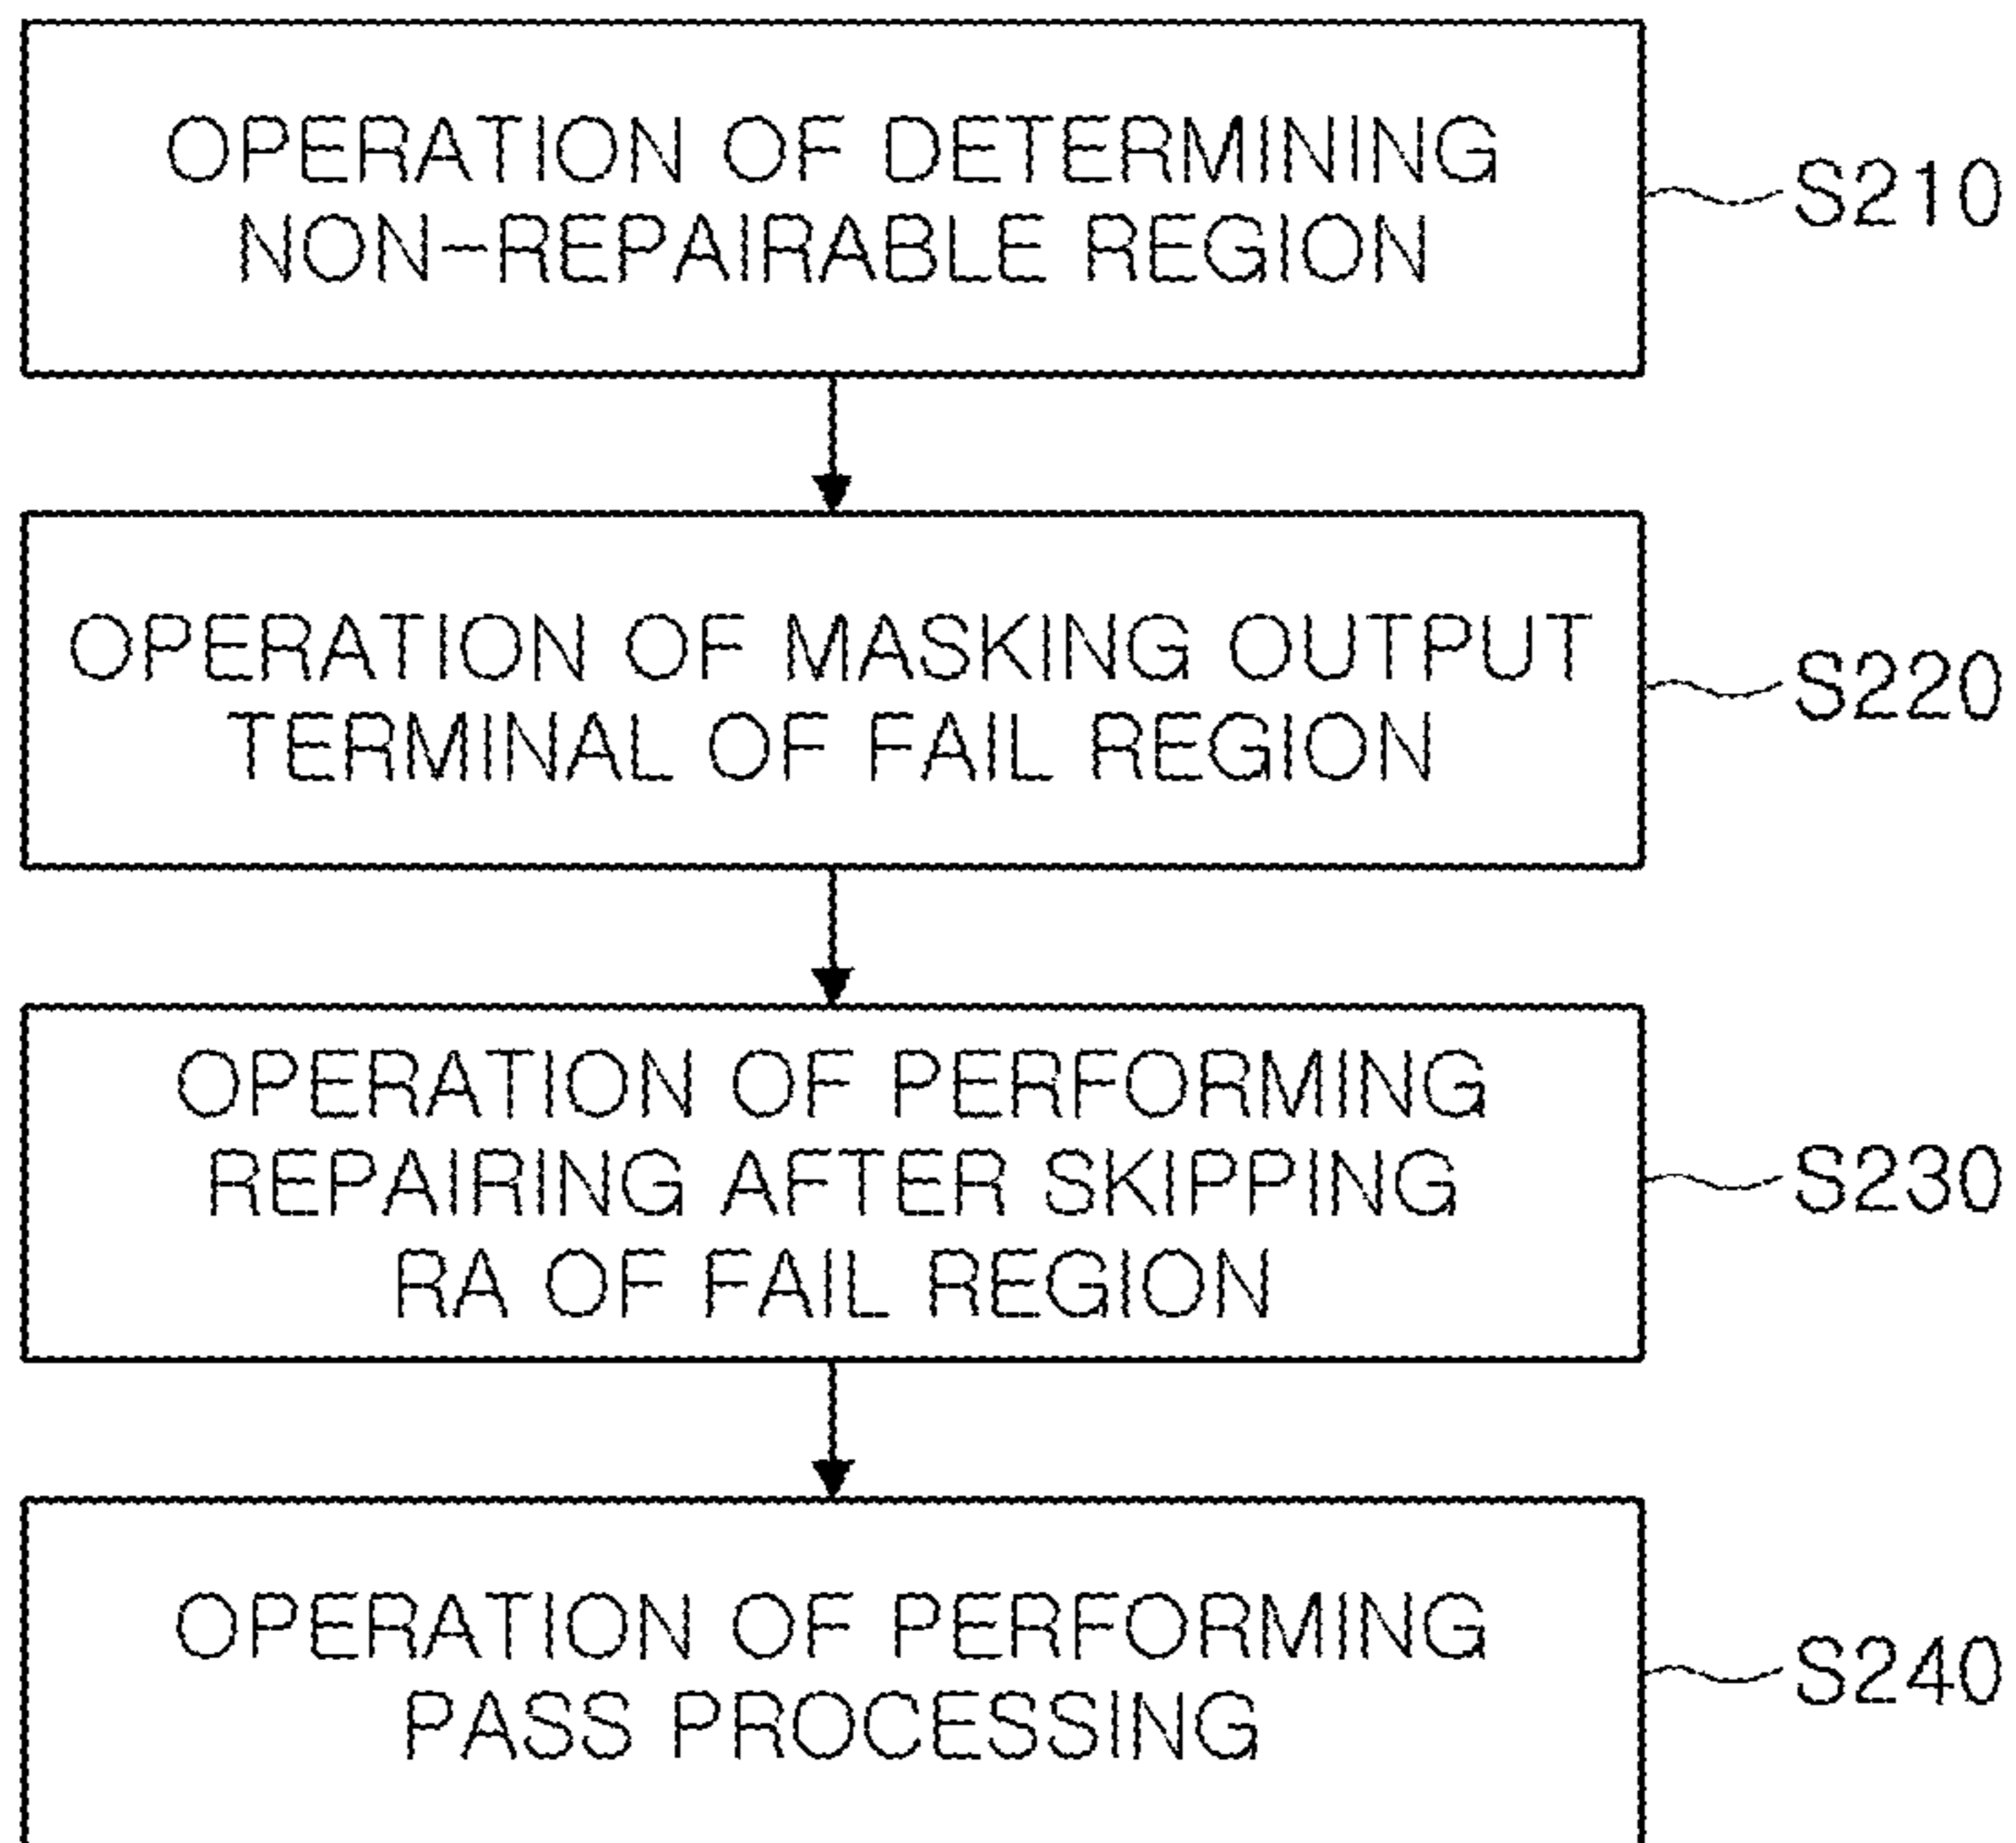 OPERATION OF DETERMINING
NON-REPAIRABLE REGION
S210
OPERATION OF MASKING OUTPUT
TERMINAL OF FAIL REGION
S220
OPERATION OF PERFORMING
REPAIRING AFTER SKIPPING
RA OF FAIL REGION
S230
OPERATION OF PERFORMING
PASS PROCESSING
S240